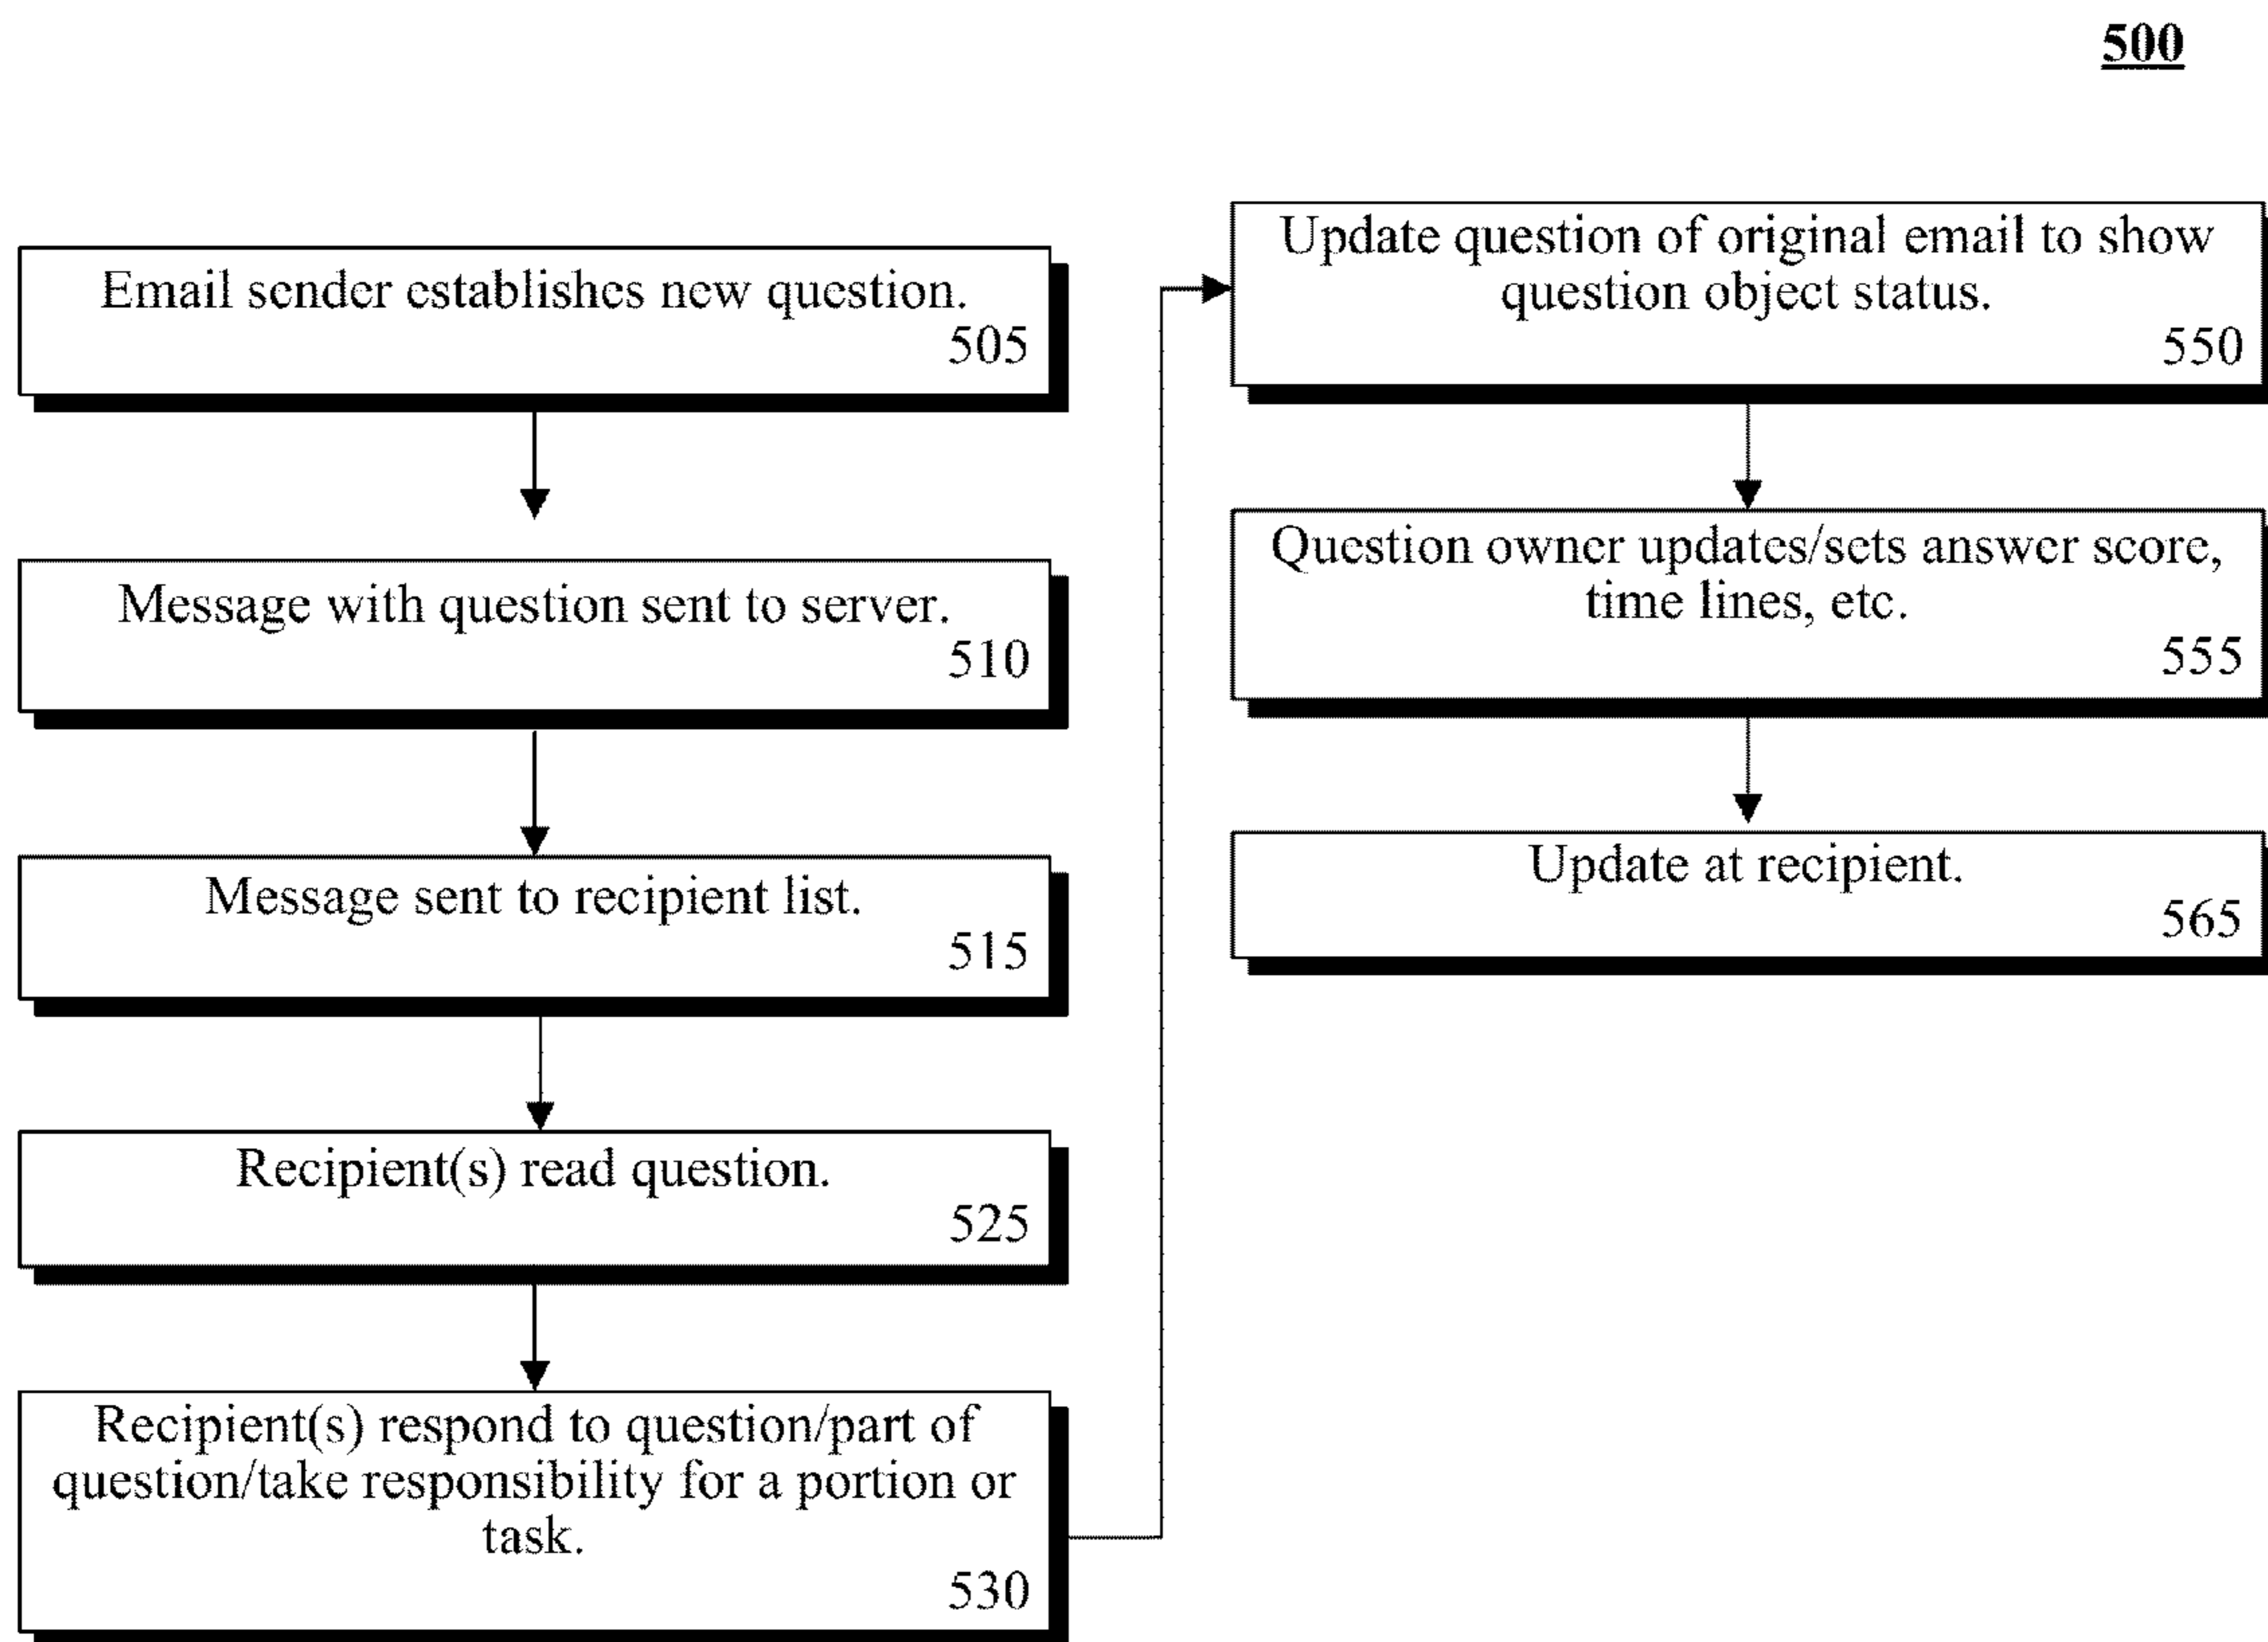 500
Email sender establishes new question.
505
Message with question sent to server.
510
Message sent to recipient list.
515
Recipient(s) read question.
525
Recipient(s) respond to question/part of
question/take responsibility for a portion or
task.
530
Update question of original email to show
question object status.
550
Question owner updates/sets answer score,
time lines, etc.
555
Update at recipient.
565